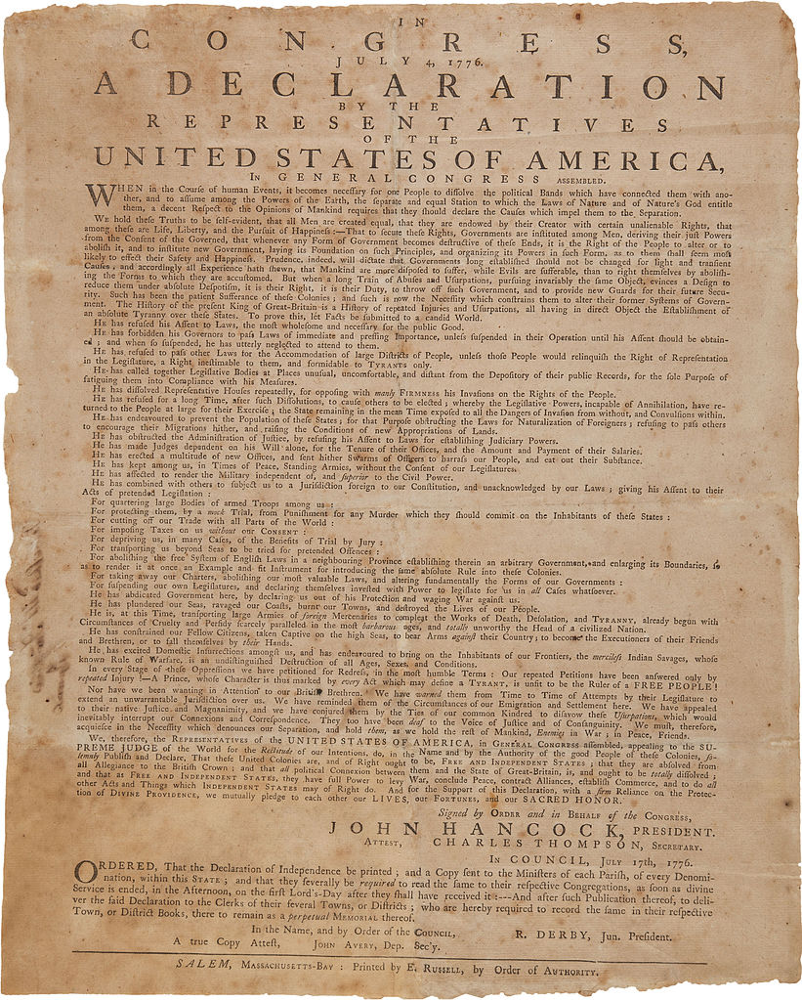 IN
CONGRESS,
JULY 4, 1776.
A DECLARATION
BY THE
REPRESENTATIVES
OF THE
UNITED STATES OF AMERICA,
IN GENERAL CONGRESS ASSEMBLED.
WHEN in the Courſe of human Events, it becomes neceſſary for one People to diſſolve the political Bands which have connected them with ano-
ther, and to aſſume among the Powers of the Earth, the ſeparate and equal Station to which the Laws of Nature and of Nature's God entitle
them, a decent Reſpect to the Opinions of Mankind requires that they ſhould declare the Cauſes which impel them to the Separation.
WE hold theſe Truths to be ſelf-evident, that all Men are created equal, that they are endowed by their Creator with certain unalienable Rights, that
among theſe are Life, Liberty, and the Purſuit of Happineſs:—That to ſecure theſe Rights, Governments are inſtituted among Men, deriving their juſt Powers
from the Conſent of the Governed, that whenever any Form of Government becomes deſtructive of theſe Ends, it is the Right of the People to alter or to
aboliſh it, and to inſtitute new Government, laying its Foundation on ſuch Principles, and organizing its Powers in ſuch Form, as to them ſhall ſeem moſt
likely to effect their Safety and Happineſs. Prudence, indeed, will dictate that Governments long eſtabliſhed ſhould not be changed for light and tranſient
Cauſes; and accordingly all Experience hath ſhewn, that Mankind are more diſpoſed to ſuffer, while Evils are ſufferable, than to right themſelves by aboliſh-
ing the Forms to which they are accuſtomed. But when a long Train of Abuſes and Uſurpations, purſuing invariably the ſame Object, evinces a Deſign to
reduce them under abſolute Deſpotiſm, it is their Right, it is their Duty, to throw off ſuch Government, and to provide new Guards for their future Secu-
rity. Such has been the patient Sufferance of theſe Colonies; and ſuch is now the Neceſſity which conſtrains them to alter their former Syſtems of Govern-
ment. The Hiſtory of the preſent King of Great-Britain is a Hiſtory of repeated Injuries and Uſurpations, all having in direct Object the Eſtabliſhment of
an abſolute Tyranny over theſe States. To prove this, let Facts be ſubmitted to a candid World.
HE has refuſed his Aſſent to Laws, the moſt wholeſome and neceſſary for the public Good.
HE has forbidden his Governors to paſs Laws of immediate and preſſing Importance, unleſs ſuſpended in their Operation until his Aſſent ſhould be obtain-
ed; and when ſo ſuſpended, he has utterly neglected to attend to them.
HE has refuſed to paſs other Laws for the Accommodation of large Diſtricts of People, unleſs thoſe People would relinquiſh the Right of Repreſentation
in the Legiſlature, a Right ineſtimable to them, and formidable to TYRANTS only.
HE has called together Legiſlative Bodies at Places unuſual, uncomfortable, and diſtant from the Depoſitory of their public Records, for the ſole Purpoſe of
fatiguing them into Compliance with his Meaſures.
HE has diſſolved Repreſentative Houſes repeatedly, for oppoſing with manly FIRMNESS his Invaſions on the Rights of the People.
HE has refuſed for a long Time, after ſuch Diſſolutions, to cauſe others to be elected; whereby the Legiſlative Powers, incapable of Annihilation, have re-
turned to the People at large for their Exerciſe; the State remaining in the mean Time expoſed to all the Dangers of Invaſion from without, and Convulſions within.
HE has endeavoured to prevent the Population of theſe States; for that Purpoſe obſtructing the Laws for Naturalization of Foreigners; refuſing to paſs others
to encourage their Migrations hither, and raiſing the Conditions of new Appropriations of Lands.
HE has obſtructed the Adminiſtration of Juſtice, by refuſing his Aſſent to Laws for eſtabliſhing Judiciary Powers.
HE has made Judges dependent on his Will alone, for the Tenure of their Offices, and the Amount and Payment of their Salaries.
HE has erected a multitude of new Offices, and ſent hither Swarms of Officers to harraſs our People, and eat out their Subſtance.
HE has kept among us, in Times of Peace, Standing Armies, without the Conſent of our Legiſlatures.
HE has affected to render the Military independent of, and ſuperior to the Civil Power.
HE has combined with others to ſubject us to a Juriſdiction foreign to our Conſtitution, and unacknowledged by our Laws; giving his Aſſent to their
Acts of pretended Legiſlation:
For quartering large Bodies of armed Troops among us:
For protecting them, by a mock Trial, from Puniſhment for any Murder which they ſhould commit on the Inhabitants of theſe States:
For cutting off our Trade with all Parts of the World:
For impoſing Taxes on us without our CONSENT:
For depriving us, in many Caſes, of the Benefits of Trial by Jury:
For tranſporting us beyond Seas to be tried for pretended Offences:
For aboliſhing the free Syſtem of Engliſh Laws in a neighbouring Province eſtabliſhing therein an arbitrary Government, and enlarging its Boundaries, ſo
as to render it at once an Example and fit Inſtrument for introducing the ſame abſolute Rule into theſe Colonies.
For taking away our Charters, aboliſhing our moſt valuable Laws, and altering fundamentally the Forms of our Governments:
For ſuſpending our own Legiſlatures, and declaring themſelves inveſted with Power to legiſlate for us in all Caſes whatſoever.
HE has abdicated Government here, by declaring us out of his Protection and waging War againſt us.
HE has plundered our Seas, ravaged our Coaſts, burnt our Towns, and deſtroyed the Lives of our People.
HE is, at this Time, tranſporting large Armies of foreign Mercenaries to compleat the Works of Death, Deſolation, and TYRANNY, already begun with
Circumſtances of Cruelty and Perfidy ſcarcely paralleled in the moſt barbarous ages, and totally unworthy the Head of a civilized Nation.
HE has conſtrained our Fellow Citizens, taken Captive on the high Seas, to bear Arms againſt their Country; to become the Executioners of their Friends
and Brethren, or to fall themſelves by their Hands.
HE has excited Domeſtic Inſurrections amongſt us, and has endeavoured to bring on the Inhabitants of our Frontiers, the mercileſs Indian Savages, whoſe
known Rule of Warfare, is an undiſtinguiſhed Deſtruction of all Ages, Sexes, and Conditions.
In every Stage of theſe Oppreſſions we have petitioned for Redreſs, in the moſt humble Terms: Our repeated Petitions have been anſwered only by
repeated Injury!—A Prince, whoſe Character is thus marked by every Act which may define a TYRANT, is unfit to be the Ruler of a FREE PEOPLE!
Nor have we been wanting in Attention to our Britiſh Brethren. We have warned them from Time to Time of Attempts by their Legiſlature to
extend an unwarrantable Juriſdiction over us. We have reminded them of the Circumſtances of our Emigration and Settlement here. We have appealed
to their native Juſtice and Magnanimity, and we have conjured them by the Ties of our common Kindred to diſavow theſe Uſurpations, which would
inevitably interrupt our Connexions and Correſpondence. They too have been deaf to the Voice of Juſtice and of Conſanguinity. We muſt, therefore,
acquieſce in the Neceſſity which denounces our Separation, and hold them, as we hold the reſt of Mankind, Enemies in War; in Peace, Friends.
We, therefore, the REPRESENTATIVES of the UNITED STATES OF AMERICA, in GENERAL CONGRESS aſſembled, appealing to the SU-
PREME JUDGE of the World for the Rectitude of our Intentions, do, in the Name and by the Authority of the good People of theſe Colonies, ſo-
lemnly Publiſh and Declare, That theſe United Colonies are, and of Right ought to be, FREE AND INDEPENDENT STATES; that they are abſolved from
all Allegiance to the Britiſh Crown; and that all political Connexion between them and the State of Great-Britain, is, and ought to be totally diſſolved;
and that as FREE AND INDEPENDENT STATES, they have full Power to levy War, conclude Peace, contract Alliances, eſtabliſh Commerce, and to do all
other Acts and Things which INDEPENDENT STATES may of Right do. And for the Support of this Declaration, with a firm Reliance on the Protec-
tion of DIVINE PROVIDENCE, we mutually pledge to each other our LIVES, our FORTUNES, and our SACRED HONOR.
Signed by ORDER and in BEHALF of the CONGRESS,
JOHN HANCOCK, PRESIDENT.
ATTEST, CHARLES THOMPSON, SECRETARY.
IN COUNCIL, JULY 17th, 1776.
ORDERED, That the Declaration of Independence be printed; and a Copy ſent to the Miniſters of each Pariſh, of every Denomi-
nation, within this STATE; and that they ſeverally be required to read the ſame to their reſpective Congregations, as ſoon as divine
Service is ended, in the Afternoon, on the firſt Lord's-Day after they ſhall have received it:---And after ſuch Publication thereof, to deli-
ver the ſaid Declaration to the Clerks of their ſeveral Towns, or Diſtricts; who are hereby required to record the ſame in their reſpective
Town, or Diſtrict Books, there to remain as a perpetual MEMORIAL thereof.
In the Name, and by Order of the COUNCIL,
R. DERBY, Jun. Preſident.
A true Copy Atteſt, JOHN AVERY, Dep. Sec'y.
SALEM, MASSACHUSETTS-BAY: Printed by E. RUSSELL, by Order of AUTHORITY.